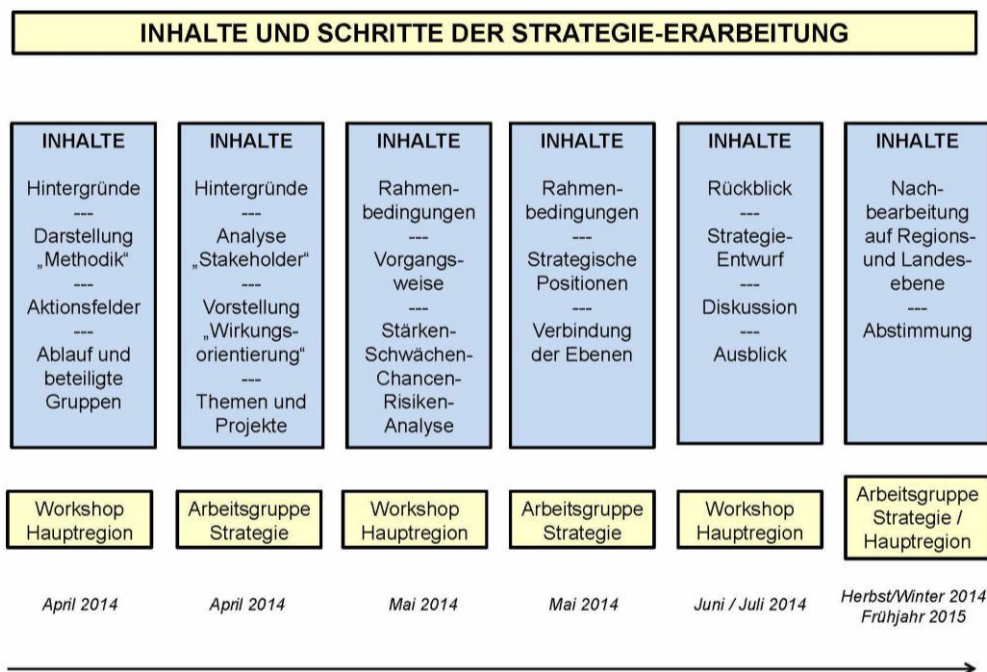 INHALTE UND SCHRITTE DER STRATEGIE-ERARBEITUNG
INHALTE
Hintergründe
---
Darstellung
„Methodik“
---
Aktionsfelder
---
Ablauf und
beteiligte
Gruppen
INHALTE
Hintergründe
---
Analyse
„Stakeholder“
---
Vorstellung
„Wirkungs-
orientierung“
---
Themen und
Projekte
INHALTE
Rahmen-
bedingungen
---
Vorgangs-
weise
---
Stärken-
Schwächen-
Chancen-
Risiken-
Analyse
INHALTE
Rahmen-
bedingungen
---
Strategische
Positionen
---
Verbindung
der Ebenen
INHALTE
Rückblick
---
Strategie-
Entwurf
---
Diskussion
---
Ausblick
INHALTE
Nach-
bearbeitung
auf Regions-
und Landes-
ebene
---
Abstimmung
Workshop
Hauptregion
Arbeitsgruppe
Strategie
Workshop
Hauptregion
Arbeitsgruppe
Strategie
Workshop
Hauptregion
Arbeitsgruppe
Strategie /
Hauptregion
April 2014
April 2014
Mai 2014
Mai 2014
Juni / Juli 2014
Herbst/Winter 2014
Frühjahr 2015